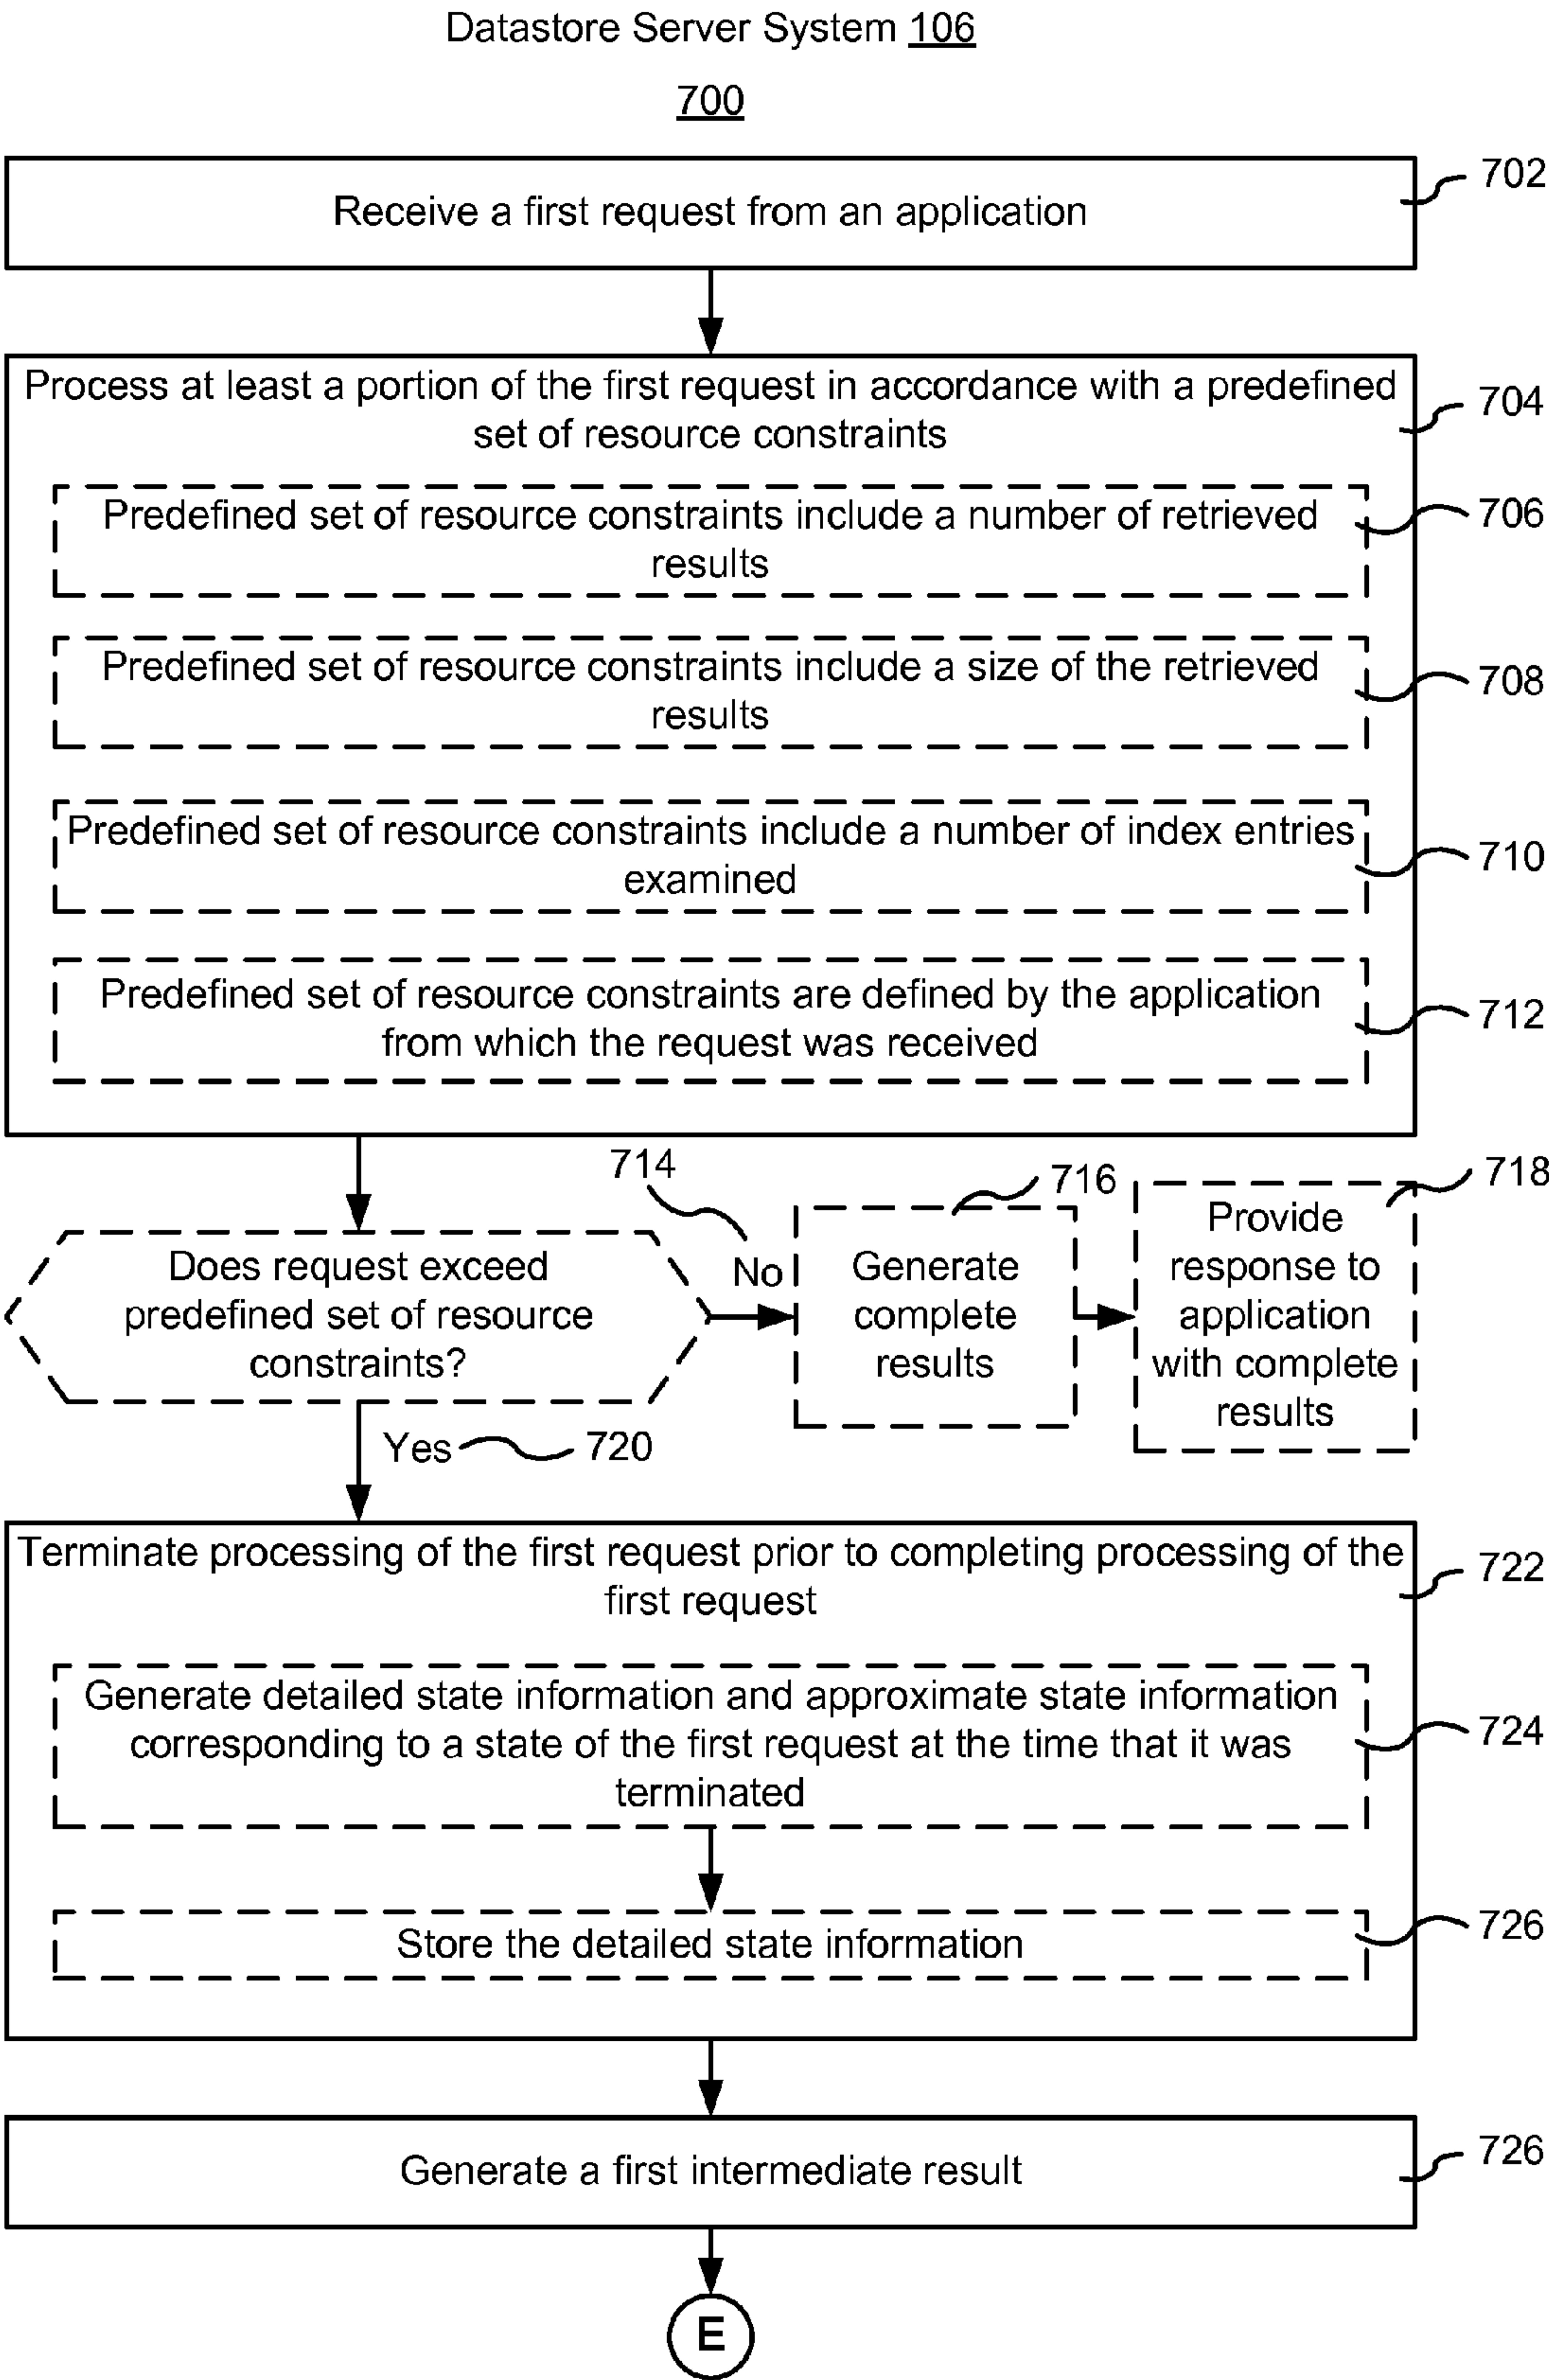 Datastore Server System 106
700
Receive a first request from an application
702
Process at least a portion of the first request in accordance with a predefined
set of resource constraints
704
Predefined set of resource constraints include a number of retrieved
results
706
Predefined set of resource constraints include a size of the retrieved
results
708
Predefined set of resource constraints include a number of index entries
examined
710
Predefined set of resource constraints are defined by the application
from which the request was received
712
Does request exceed
predefined set of resource
constraints?
714
No
Generate
complete
results
716
Provide
response to
application
with complete
results
718
Yes
720
Terminate processing of the first request prior to completing processing of the
first request
722
Generate detailed state information and approximate state information
corresponding to a state of the first request at the time that it was
terminated
724
Store the detailed state information
726
Generate a first intermediate result
726
E